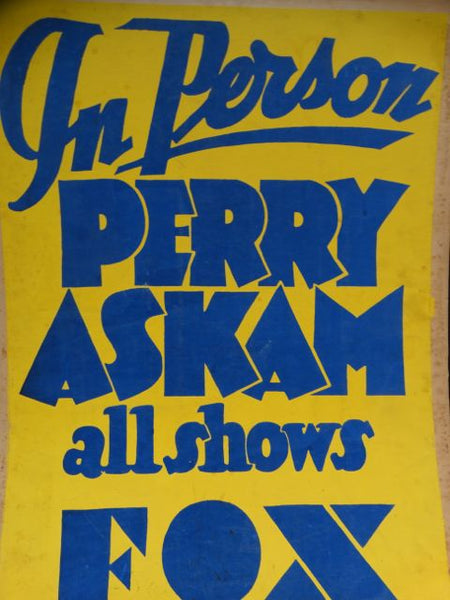 In Person
PERRY
ASKAM
all shows
FOX